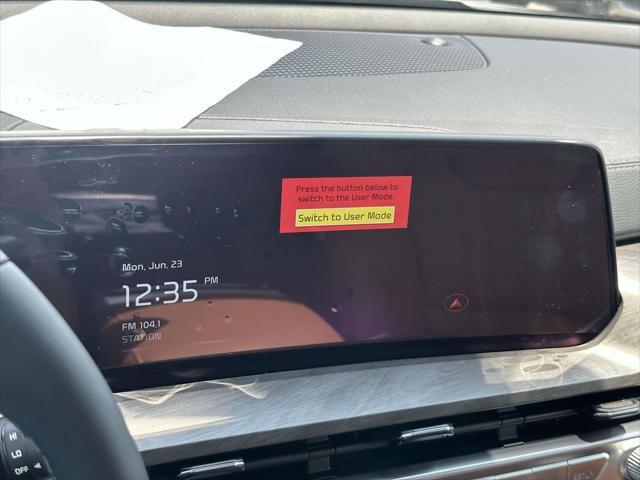 Press the button below to
switch to the User Mode.
Switch to User Mode
Mon, Jun. 23
12:35 PM
FM 104.1
STATION
HI
LO
OFF